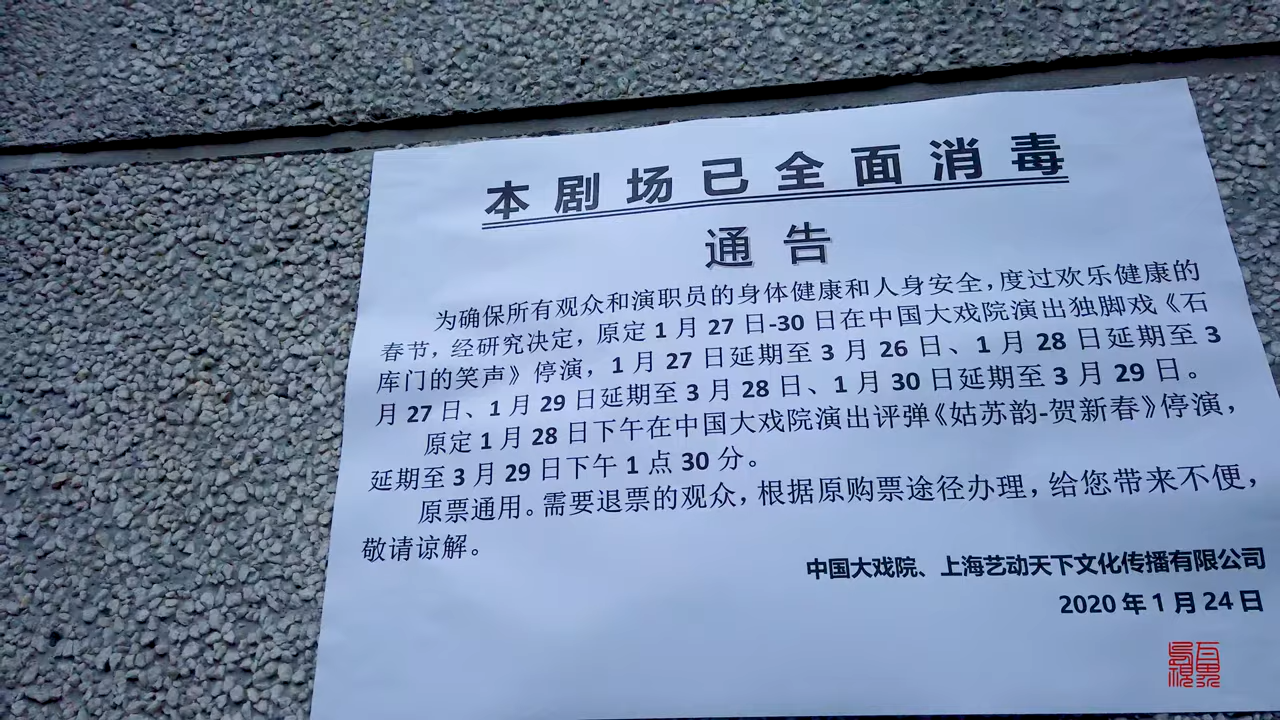 本剧场已全面消毒
通告
为确保所有观众和演职员的身体健康和人身安全，度过欢乐健康的
春节，经研究决定，原定1月27日-30日在中国大戏院演出独脚戏《石
库门的笑声》停演，1月27日延期至3月26日、1月28日延期至3
月27日、1月29日延期至3月28日、1月30日延期至3月29日。
原定1月28日下午在中国大戏院演出评弹《姑苏韵-贺新春》停演，
延期至3月29日下午1点30分。
原票通用。需要退票的观众，根据原购票途径办理，给您带来不便，
敬请谅解。
中国大戏院、上海艺动天下文化传播有限公司
2020年1月24日